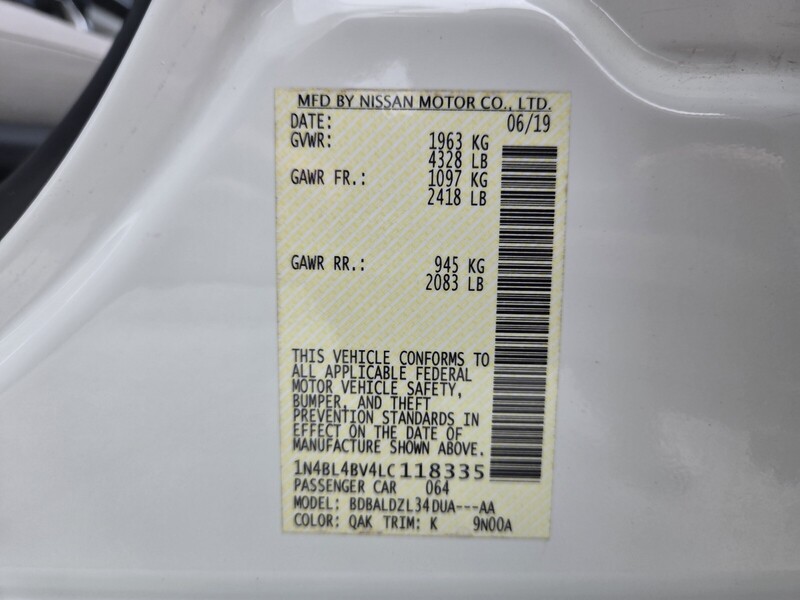 MFD BY NISSAN MOTOR CO., LTD.
DATE: 06/19
GVWR: 1963 KG
4328 LB
GAWR FR.: 1097 KG
2418 LB
GAWR RR.: 945 KG
2083 LB
THIS VEHICLE CONFORMS TO
ALL APPLICABLE FEDERAL
MOTOR VEHICLE SAFETY,
BUMPER, AND THEFT
PREVENTION STANDARDS IN
EFFECT ON THE DATE OF
MANUFACTURE SHOWN ABOVE.
1N4BL4BV4LC118335
PASSENGER CAR 064
MODEL: BDBALDZL34DUA---AA
COLOR: QAK TRIM: K 9N00A